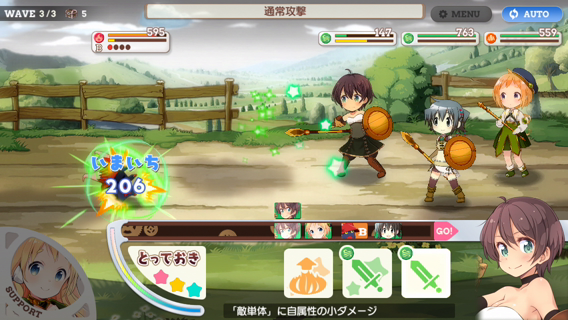 WAVE 3/3 5
通常攻撃
MENU
AUTO
595
B
147
763
559
いまいち
206
B
GO!
とっておき
SUPPORT
「敵単体」に自属性の小ダメージ